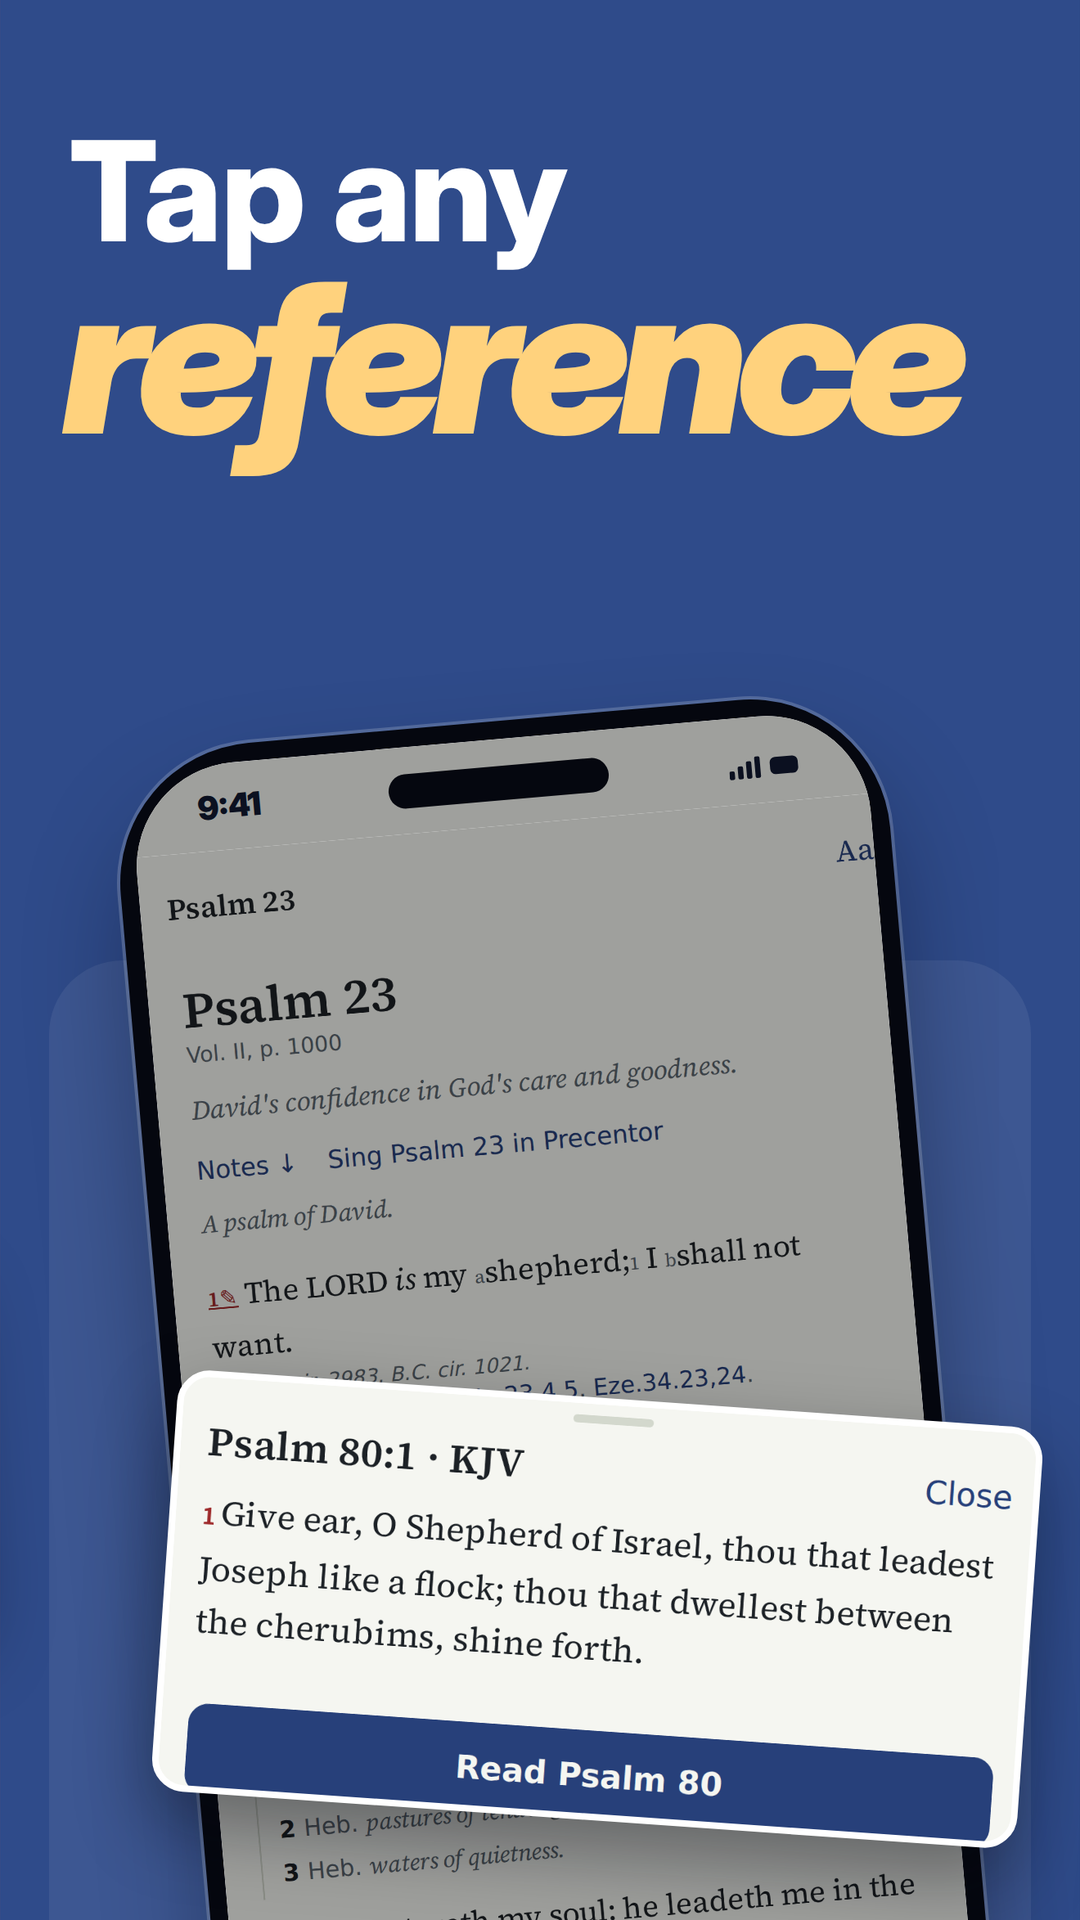 Tap any
reference
9:41
Aa
Psalm 23
Psalm 23
Vol. II, p. 1000
David's confidence in God's care and goodness.
Notes ↓ Sing Psalm 23 in Precentor
A psalm of David.
1✎ The LORD is my ashepherd;1 I bshall not
want.
2983. B.C. cir. 1021.
23.4,5. Eze.34.23,24.
Psalm 80:1 · KJV
Close
1 Give ear, O Shepherd of Israel, thou that leadest
Joseph like a flock; thou that dwellest between
the cherubims, shine forth.
Read Psalm 80
2 Heb. pastures of
3 Heb. waters of quietness.
my soul: he leadeth me in the